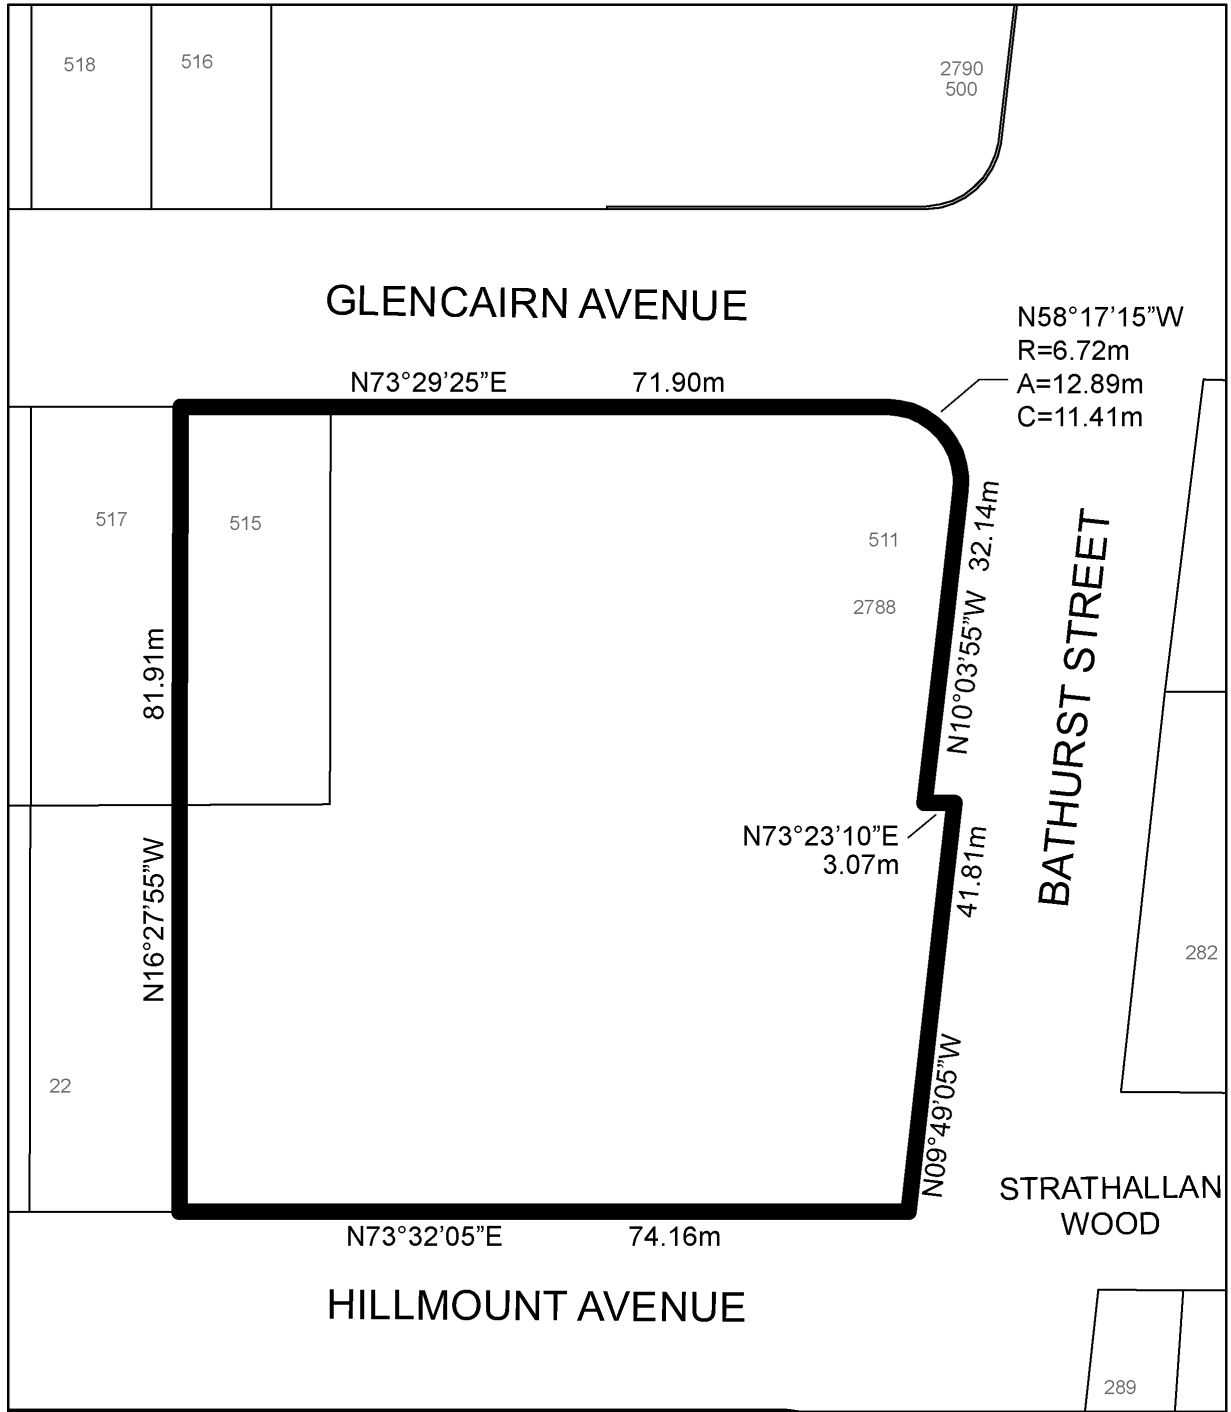 518
516
2790
500
GLENCAIRN AVENUE
N58°17’15”W
R=6.72m
A=12.89m
C=11.41m
N73°29’25”E 71.90m
517
515
511
2788
N10°03’55”W 32.14m
BATHURST STREET
N16°27’55”W 81.91m
N73°23’10”E
3.07m
N09°49’05”W 41.81m
282
22
STRATHALLAN
WOOD
N73°32’05”E 74.16m
HILLMOUNT AVENUE
289